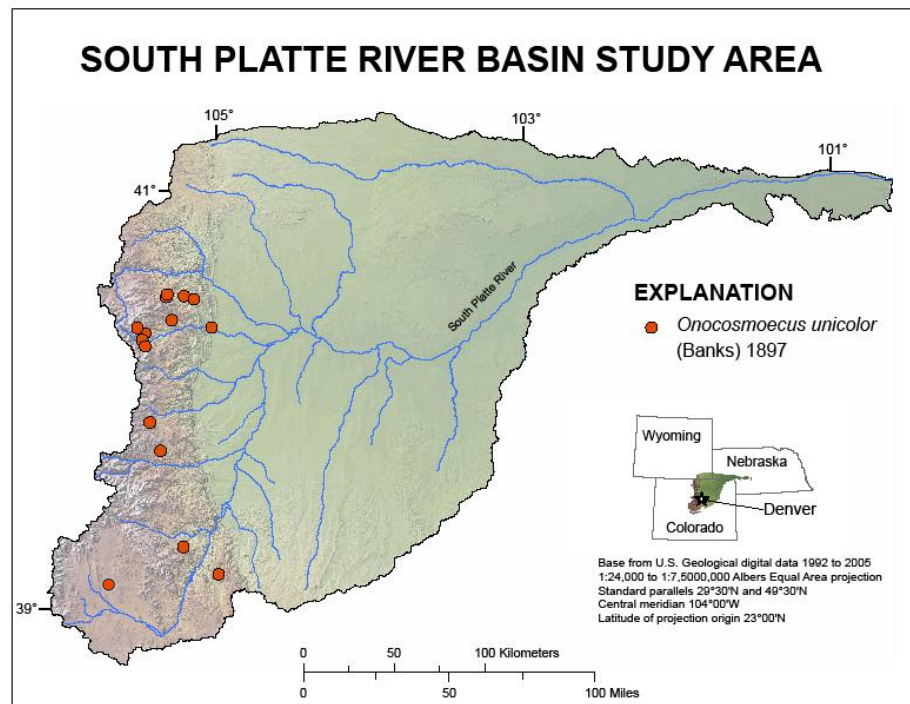 SOUTH PLATTE RIVER BASIN STUDY AREA
105°
103°
101°
41°
South Platte River
EXPLANATION
Onocosmoecus unicolor
(Banks) 1897
Wyoming
Nebraska
Denver
Colorado
Base from U.S. Geological digital data 1992 to 2005
1:24,000 to 1:7,5000,000 Albers Equal Area projection
Standard parallels 29°30'N and 49°30'N
Central meridian 104°00'W
Latitude of projection origin 23°00'N
39°
0 50 100 Kilometers
0 50 100 Miles